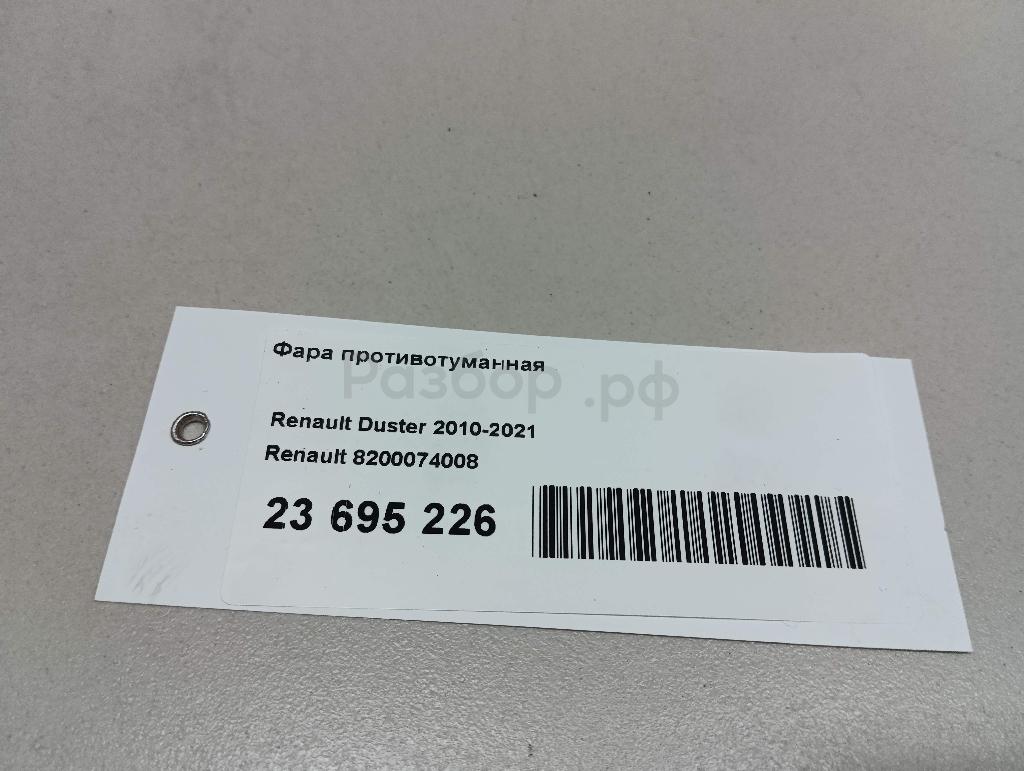 Фара противотуманная
Разбор.рф
Renault Duster 2010-2021
Renault 8200074008
23 695 226